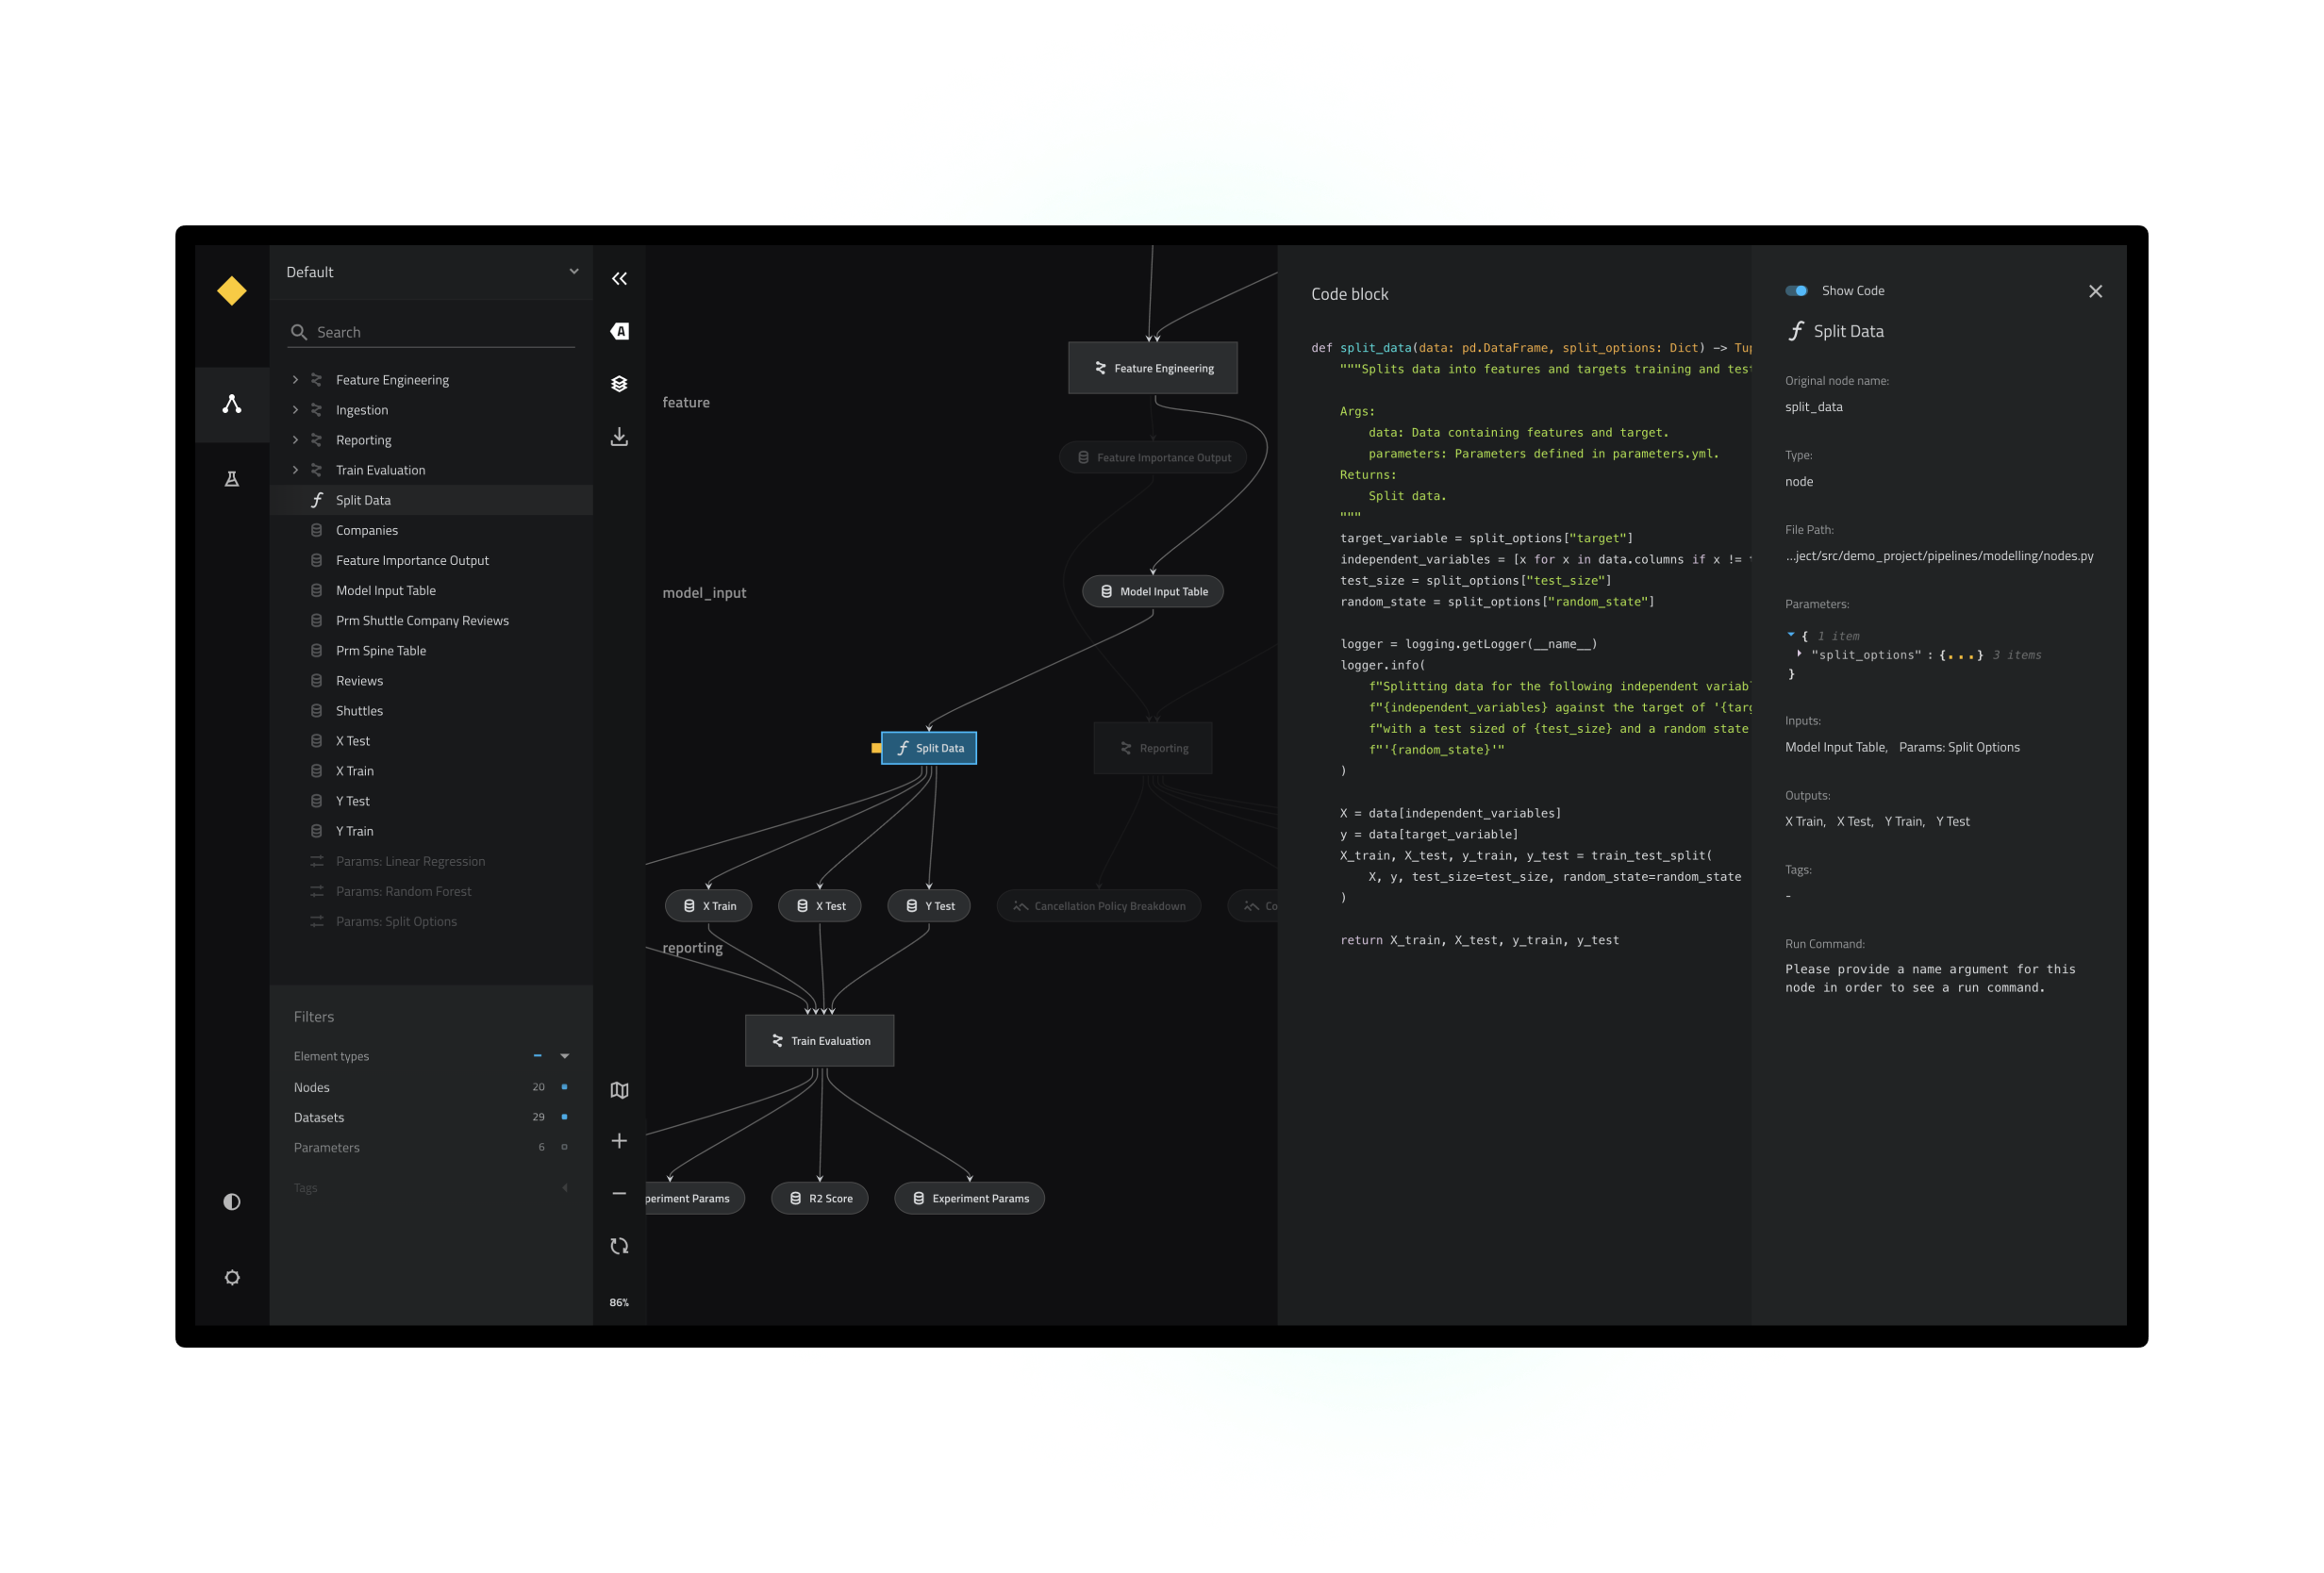 Default
Search
Feature Engineering
Ingestion
Reporting
Train Evaluation
Split Data
Companies
Feature Importance Output
Model Input Table
Prm Shuttle Company Reviews
Prm Spine Table
Reviews
Shuttles
X Test
X Train
Y Test
Y Train
Params: Linear Regression
Params: Random Forest
Params: Split Options
Filters
Element types
Nodes 20
Datasets 29
Parameters 6
Tags
A
86%
feature
model_input
reporting
Feature Engineering
Feature Importance Output
Model Input Table
Split Data
Reporting
X Train
X Test
Y Test
Cancellation Policy Breakdown
Co
Train Evaluation
periment Params
R2 Score
Experiment Params
Code block
def split_data(data: pd.DataFrame, split_options: Dict) -> Tup
"""Splits data into features and targets training and test
Args:
data: Data containing features and target.
parameters: Parameters defined in parameters.yml.
Returns:
Split data.
"""
target_variable = split_options["target"]
independent_variables = [x for x in data.columns if x != t
test_size = split_options["test_size"]
random_state = split_options["random_state"]
logger = logging.getLogger(__name__)
logger.info(
f"Splitting data for the following independent variabl
f"{independent_variables} against the target of '{targ
f"with a test sized of {test_size} and a random state
f"'{random_state}'"
)
X = data[independent_variables]
y = data[target_variable]
X_train, X_test, y_train, y_test = train_test_split(
X, y, test_size=test_size, random_state=random_state
)
return X_train, X_test, y_train, y_test
Show Code
Split Data
Original node name:
split_data
Type:
node
File Path:
...ject/src/demo_project/pipelines/modelling/nodes.py
Parameters:
{ 1 item
"split_options" : {...} 3 items
}
Inputs:
Model Input Table, Params: Split Options
Outputs:
X Train, X Test, Y Train, Y Test
Tags:
-
Run Command:
Please provide a name argument for this
node in order to see a run command.